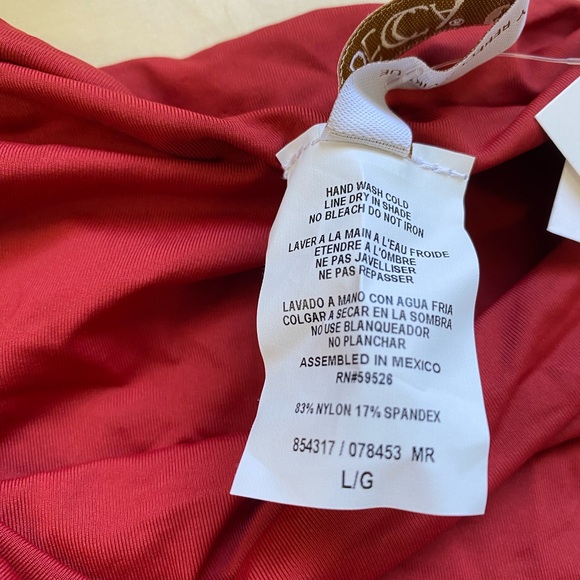 BECCA®
HAND WASH COLD
LINE DRY IN SHADE
NO BLEACH DO NOT IRON
LAVER A LA MAIN A L'EAU FROIDE
ETENDRE A L'OMBRE
NE PAS JAVELLISER
NE PAS REPASSER
LAVADO A MANO CON AGUA FRIA
COLGAR A SECAR EN LA SOMBRA
NO USE BLANQUEADOR
NO PLANCHAR
ASSEMBLED IN MEXICO
RN#59526
83% NYLON 17% SPANDEX
854317 / 078453 MR
L/G